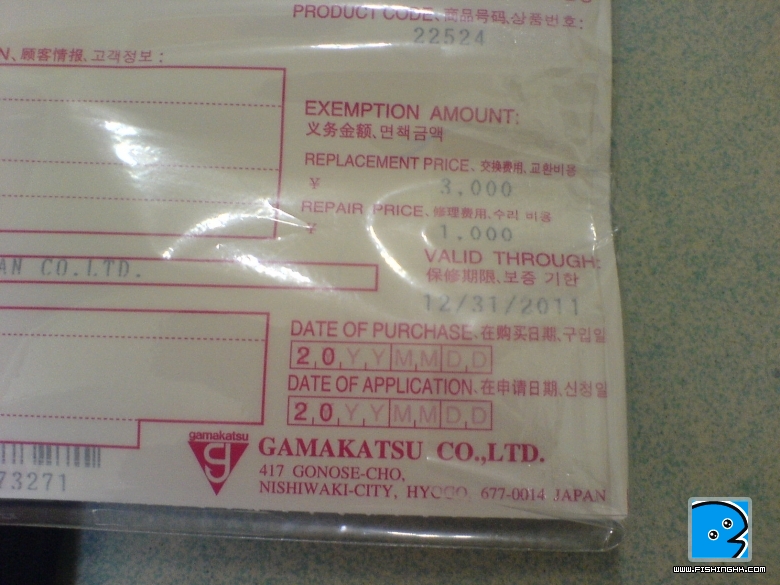 PRODUCT CODE、商品号码、상품번호:
22524
N、顾客情报、고객정보:
EXEMPTION AMOUNT:
义务金额、면책금액
REPLACEMENT PRICE、交换费用、교환비용
¥ 3,000
REPAIR PRICE、修理费用、수리 비용
¥ 1,000
VALID THROUGH:
保修期限、보증 기한
AN CO.LTD.
12/31/2011
DATE OF PURCHASE、在购买日期、구입일
20YYMMDD
DATE OF APPLICATION、在申请日期、신청일
20YYMMDD
gamakatsu
GAMAKATSU CO.,LTD.
417 GONOSE-CHO,
NISHIWAKI-CITY, HYOGO, 677-0014 JAPAN
73271
WWW.FISHINGHK.COM